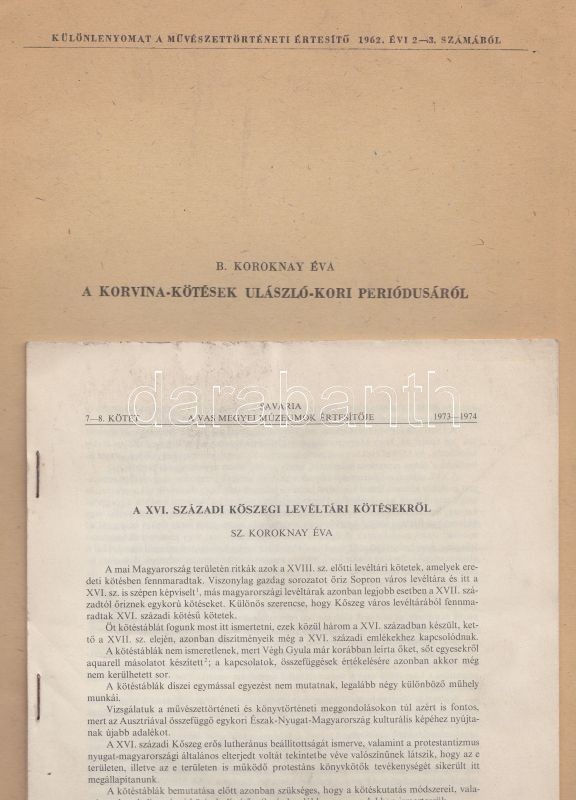 KÜLÖNLENYOMAT A MŰVÉSZETTÖRTÉNETI ÉRTESÍTŐ 1962. ÉVI 2—3. SZÁMÁBÓL
B. KOROKNAY ÉVA
A KORVINA-KÖTÉSEK ULÁSZLÓ-KORI PERIÓDUSÁRÓL
darabanth
SAVARIA
7—8. KÖTET A VAS MEGYEI MÚZEUMOK ÉRTESÍTŐJE 1973—1974
A XVI. SZÁZADI KŐSZEGI LEVÉLTÁRI KÖTÉSEKRŐL
SZ. KOROKNAY ÉVA
A mai Magyarország területén ritkák azok a XVIII. sz. előtti levéltári kötetek, amelyek ere-
deti kötésben fennmaradtak. Viszonylag gazdag sorozatot őriz Sopron város levéltára és itt a
XVI. sz. is szépen képviselt¹, más magyarországi levéltárak azonban legjobb esetben a XVII. szá-
zadtól őriznek egykorú kötéseket. Különös szerencse, hogy Kőszeg város levéltárából fennma-
radtak XVI. századi kötésű kötetek.
Öt kötéstáblát fogunk most itt ismertetni, ezek közül három a XVI. században készült, ket-
tő a XVII. sz. elején, azonban díszítményeik még a XVI. századi emlékekhez kapcsolódnak.
A kötéstáblák nem ismeretlenek, mert Végh Gyula már korábban leírta őket, sőt egyesekről
aquarell másolatot készített²; a kapcsolatok, összefüggések értékelésére azonban akkor még
nem kerülhetett sor.
A kötéstáblák díszei egymással egyezést nem mutatnak, legalább négy különböző műhely
munkái.
Vizsgálatuk a művészettörténeti és könyvtörténeti meggondolásokon túl azért is fontos,
mert az Ausztriával összefüggő egykori Észak-Nyugat-Magyarország kulturális képéhez nyújta-
nak újabb adalékot.
A XVI. századi Kőszeg erős lutheránus beállítottságát ismerve, valamint a protestantizmus
nyugat-magyarországi általános elterjedt voltát tekintetbe véve valószínűnek látszik, hogy az e
területen, illetve az e területen is működő protestáns könyvkötők tevékenységét sikerült itt
megállapítanunk.
A kötéstáblák bemutatása előtt azonban szükséges, hogy a kötéskutatás módszereit, vala-